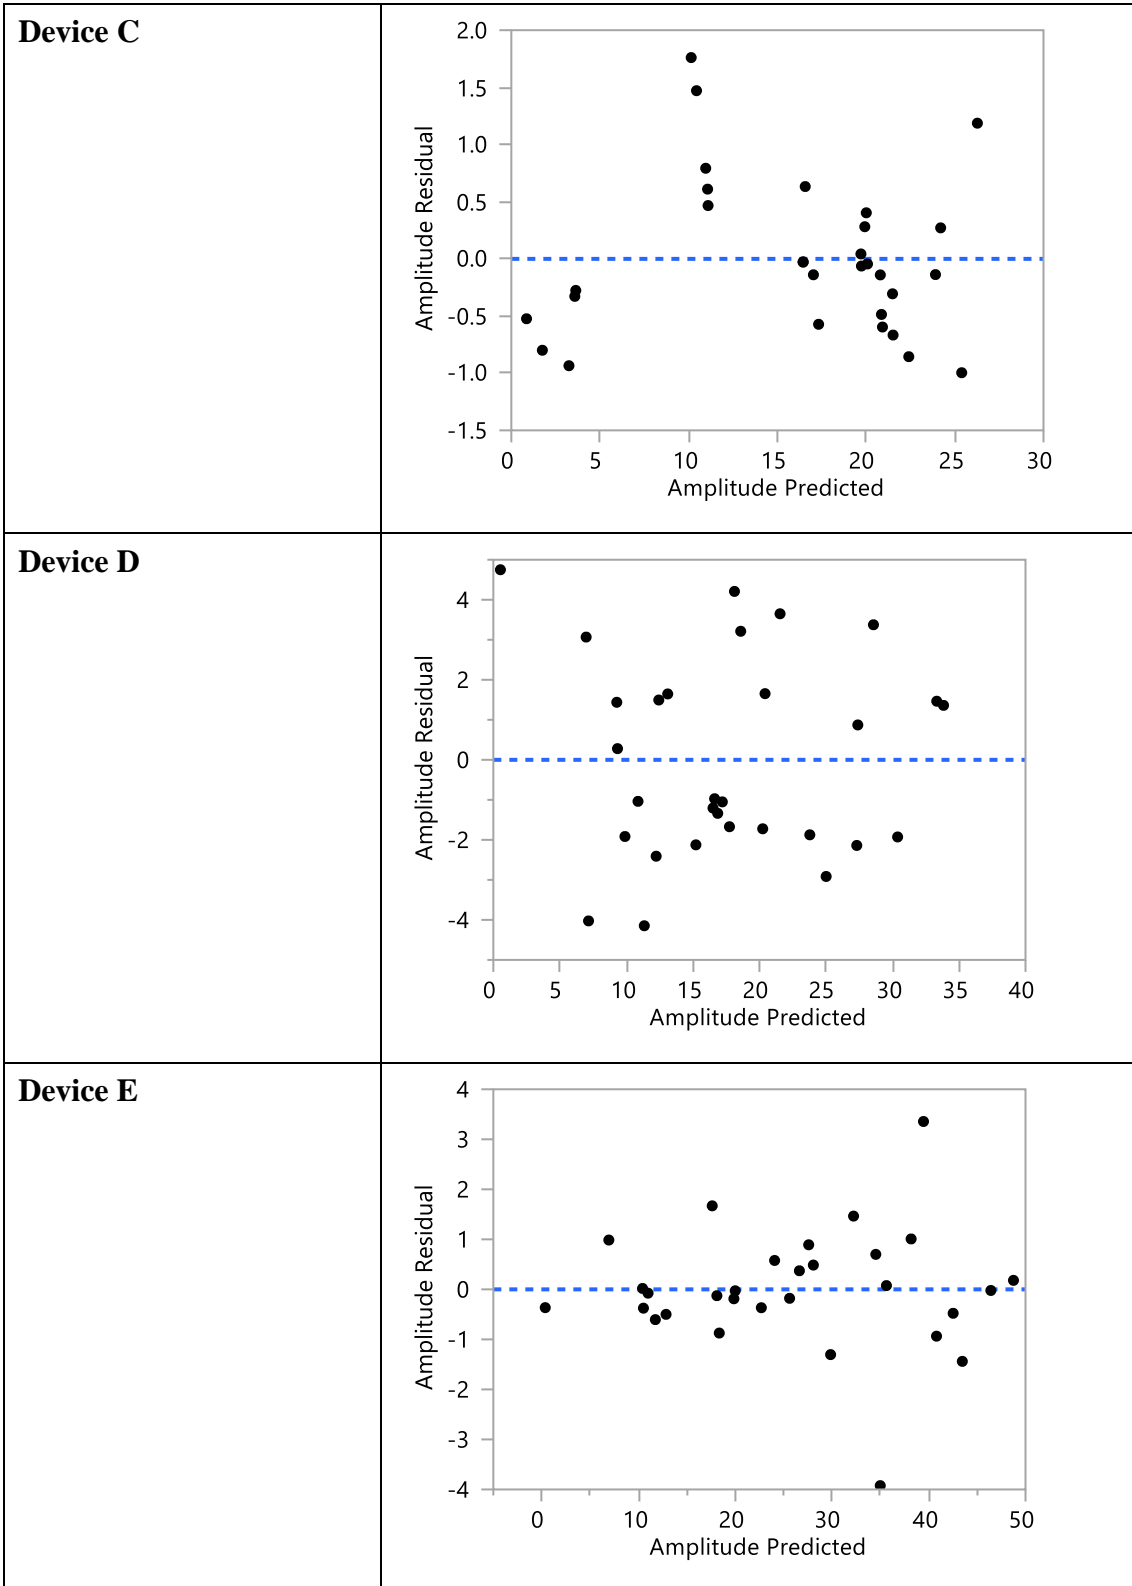 Device C
2.0
1.5
1.0
0.5
0.0
-0.5
-1.0
-1.5
Amplitude Residual
0 5 10 15 20 25 30
Amplitude Predicted
Device D
4
2
0
-2
-4
Amplitude Residual
0 5 10 15 20 25 30 35 40
Amplitude Predicted
Device E
4
3
2
1
0
-1
-2
-3
-4
Amplitude Residual
0 10 20 30 40 50
Amplitude Predicted